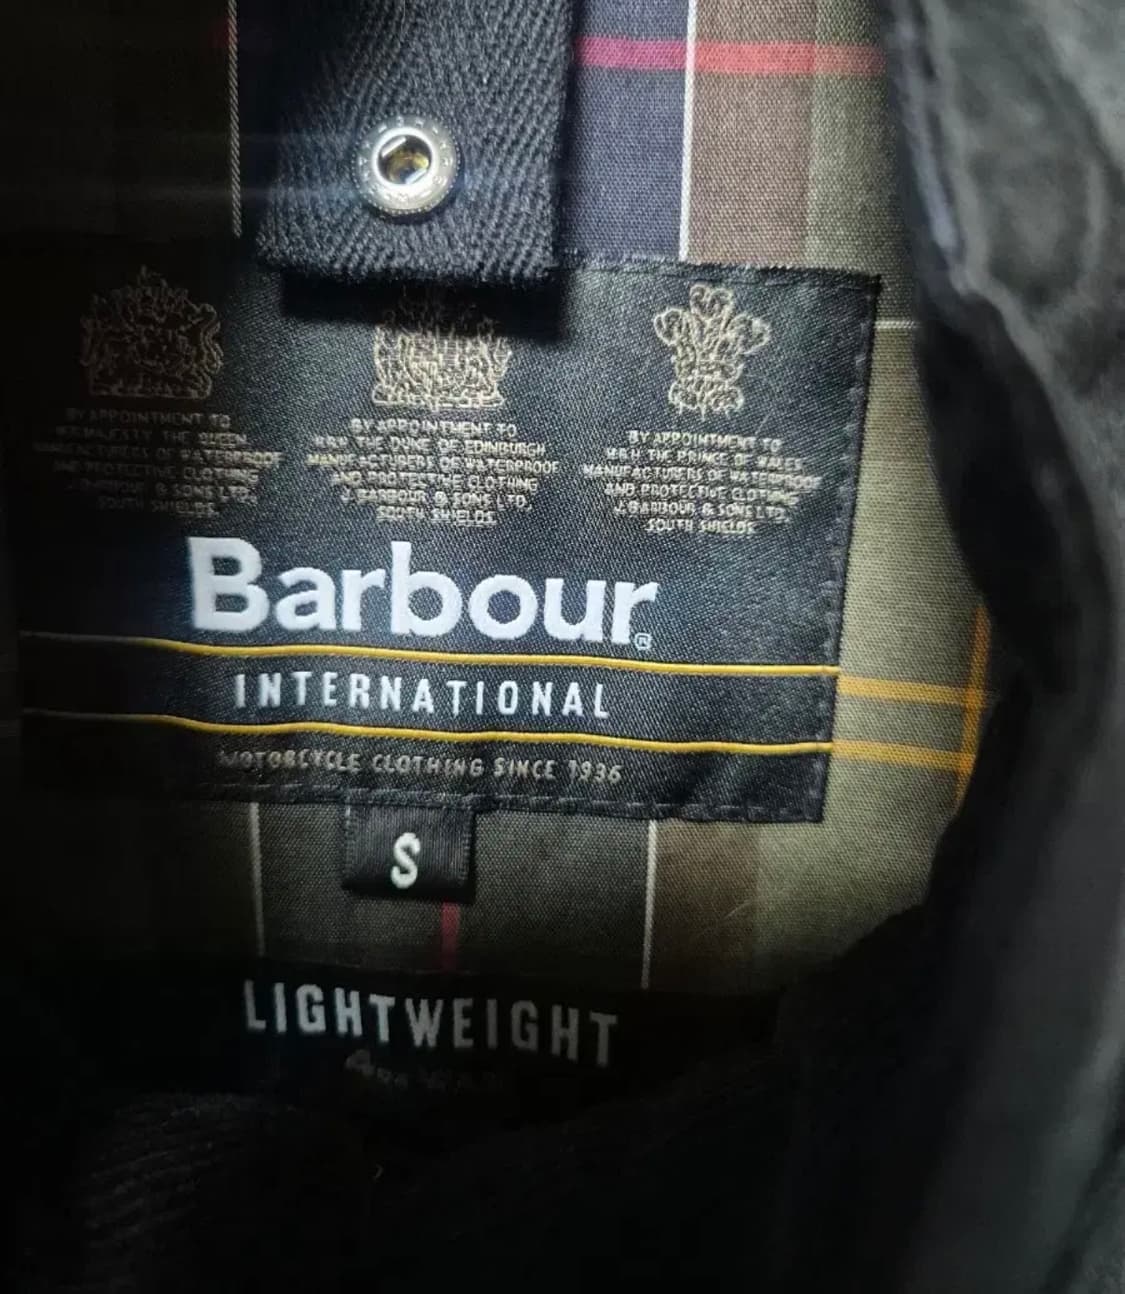 BY APPOINTMENT TO
H.R. MAJESTY THE QUEEN
MANUFACTURERS OF WATERPROOF
AND PROTECTIVE CLOTHING
J. BARBOUR & SONS LTD.
SOUTH SHIELDS.
BY APPOINTMENT TO
H.R.H. THE DUKE OF EDINBURGH
MANUFACTURERS OF WATERPROOF
AND PROTECTIVE CLOTHING
J. BARBOUR & SONS LTD.
SOUTH SHIELDS.
BY APPOINTMENT TO
H.R.H. THE PRINCE OF WALES
MANUFACTURERS OF WATERPROOF
AND PROTECTIVE CLOTHING
J. BARBOUR & SONS LTD.
SOUTH SHIELDS
Barbour®
INTERNATIONAL
MOTORCYCLE CLOTHING SINCE 1936
S
LIGHTWEIGHT